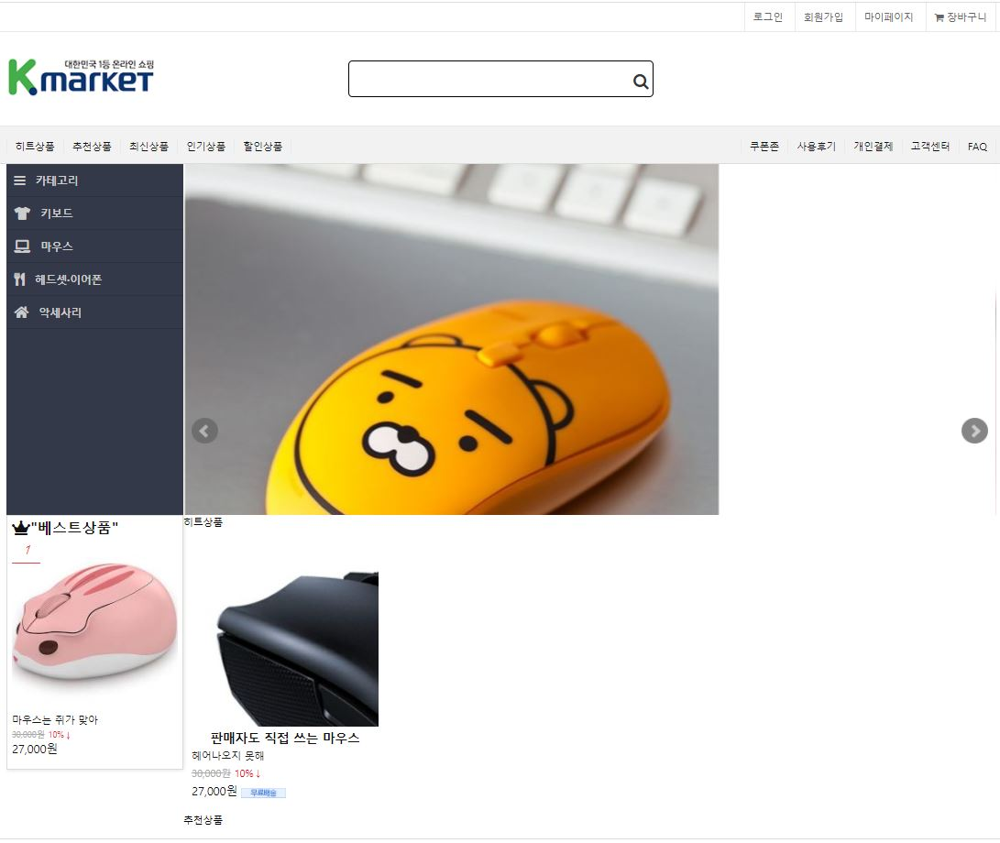 로그인 회원가입 마이페이지 장바구니
대한민국 1등 온라인 쇼핑
K.market
히트상품 추천상품 최신상품 인기상품 할인상품 쿠폰존 사용후기 개인결제 고객센터 FAQ
카테고리
키보드
마우스
헤드셋·이어폰
악세사리
"베스트상품"
1
마우스는 쥐가 맞아
30,000원 10%↓
27,000원
히트상품
판매자도 직접 쓰는 마우스
헤어나오지 못해
30,000원 10%↓
27,000원 무료배송
추천상품